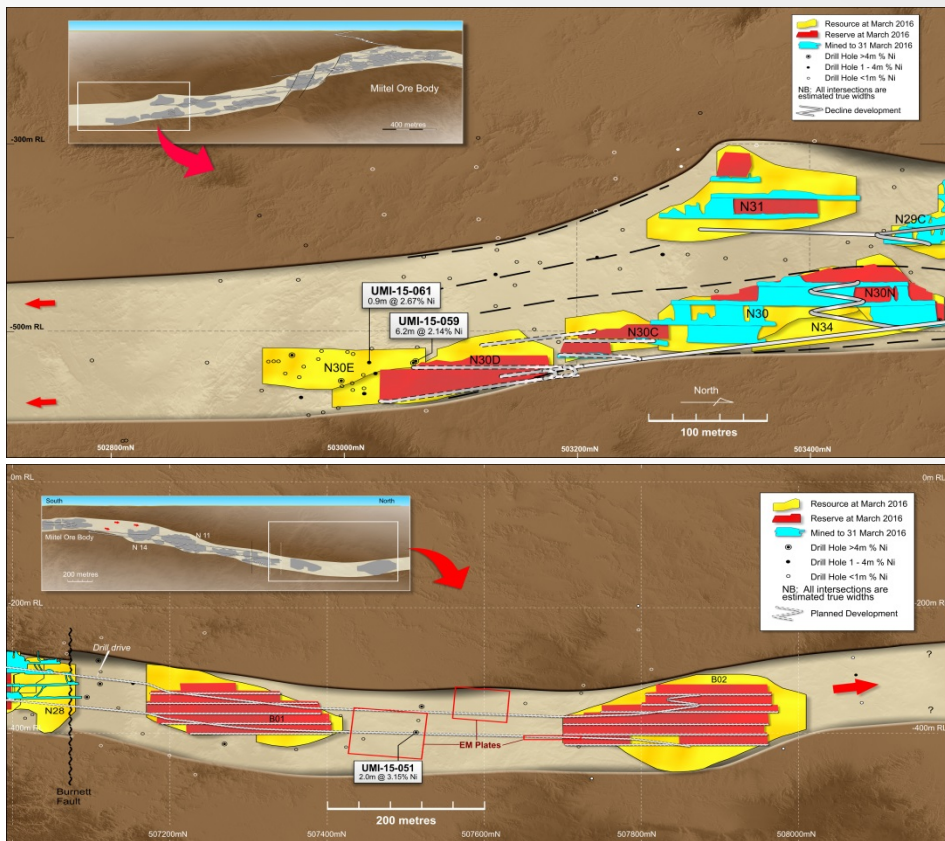 Resource at March 2016
Reserve at March 2016
Mined to 31 March 2016
Drill Hole >4m % Ni
Drill Hole 1 - 4m % Ni
Drill Hole <1m % Ni
NB: All intersections are
estimated true widths
Decline development
Miitel Ore Body
400 metres
-300m RL
N31
N29C
UMI-15-061
0.9m @ 2.67% Ni
UMI-15-059
6.2m @ 2.14% Ni
-500m RL
N30N
N30
N34
N30C
N30D
N30E
North
100 metres
502800mN
503000mN
503200mN
503400mN
0m RL
South
North
Miitel Ore Body
N 14
N 11
200 metres
Resource at March 2016
Reserve at March 2016
Mined to 31 March 2016
Drill Hole >4m % Ni
Drill Hole 1 - 4m % Ni
Drill Hole <1m % Ni
NB: All intersections are
estimated true widths
Planned Development
-200m RL
Drill drive
?
B02
N28
B01
?
-400m RL
EM Plates
UMI-15-051
2.0m @ 3.15% Ni
Burnett
Fault
200 metres
507200mN
507400mN
507600mN
507800mN
508000mN